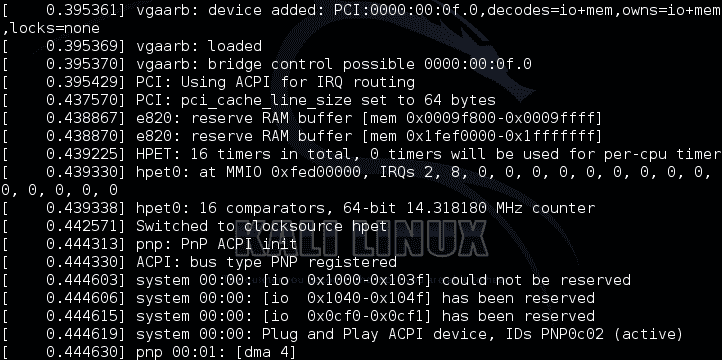 [    0.395361] vgaarb: device added: PCI:0000:00:0f.0,decodes=io+mem,owns=io+mem
,locks=none
[    0.395369] vgaarb: loaded
[    0.395370] vgaarb: bridge control possible 0000:00:0f.0
[    0.395429] PCI: Using ACPI for IRQ routing
[    0.437570] PCI: pci_cache_line_size set to 64 bytes
[    0.438867] e820: reserve RAM buffer [mem 0x0009f800-0x0009ffff]
[    0.438870] e820: reserve RAM buffer [mem 0x1fef0000-0x1fffffff]
[    0.439225] HPET: 16 timers in total, 0 timers will be used for per-cpu timer
[    0.439330] hpet0: at MMIO 0xfed00000, IRQs 2, 8, 0, 0, 0, 0, 0, 0, 0, 0, 0,
0, 0, 0, 0, 0
[    0.439338] hpet0: 16 comparators, 64-bit 14.318180 MHz counter
[    0.442571] Switched to clocksource hpet
[    0.444313] pnp: PnP ACPI init
[    0.444330] ACPI: bus type PNP registered
[    0.444603] system 00:00: [io  0x1000-0x103f] could not be reserved
[    0.444606] system 00:00: [io  0x1040-0x104f] has been reserved
[    0.444615] system 00:00: [io  0x0cf0-0x0cf1] has been reserved
[    0.444619] system 00:00: Plug and Play ACPI device, IDs PNP0c02 (active)
[    0.444630] pnp 00:01: [dma 4]
KALI LINUX